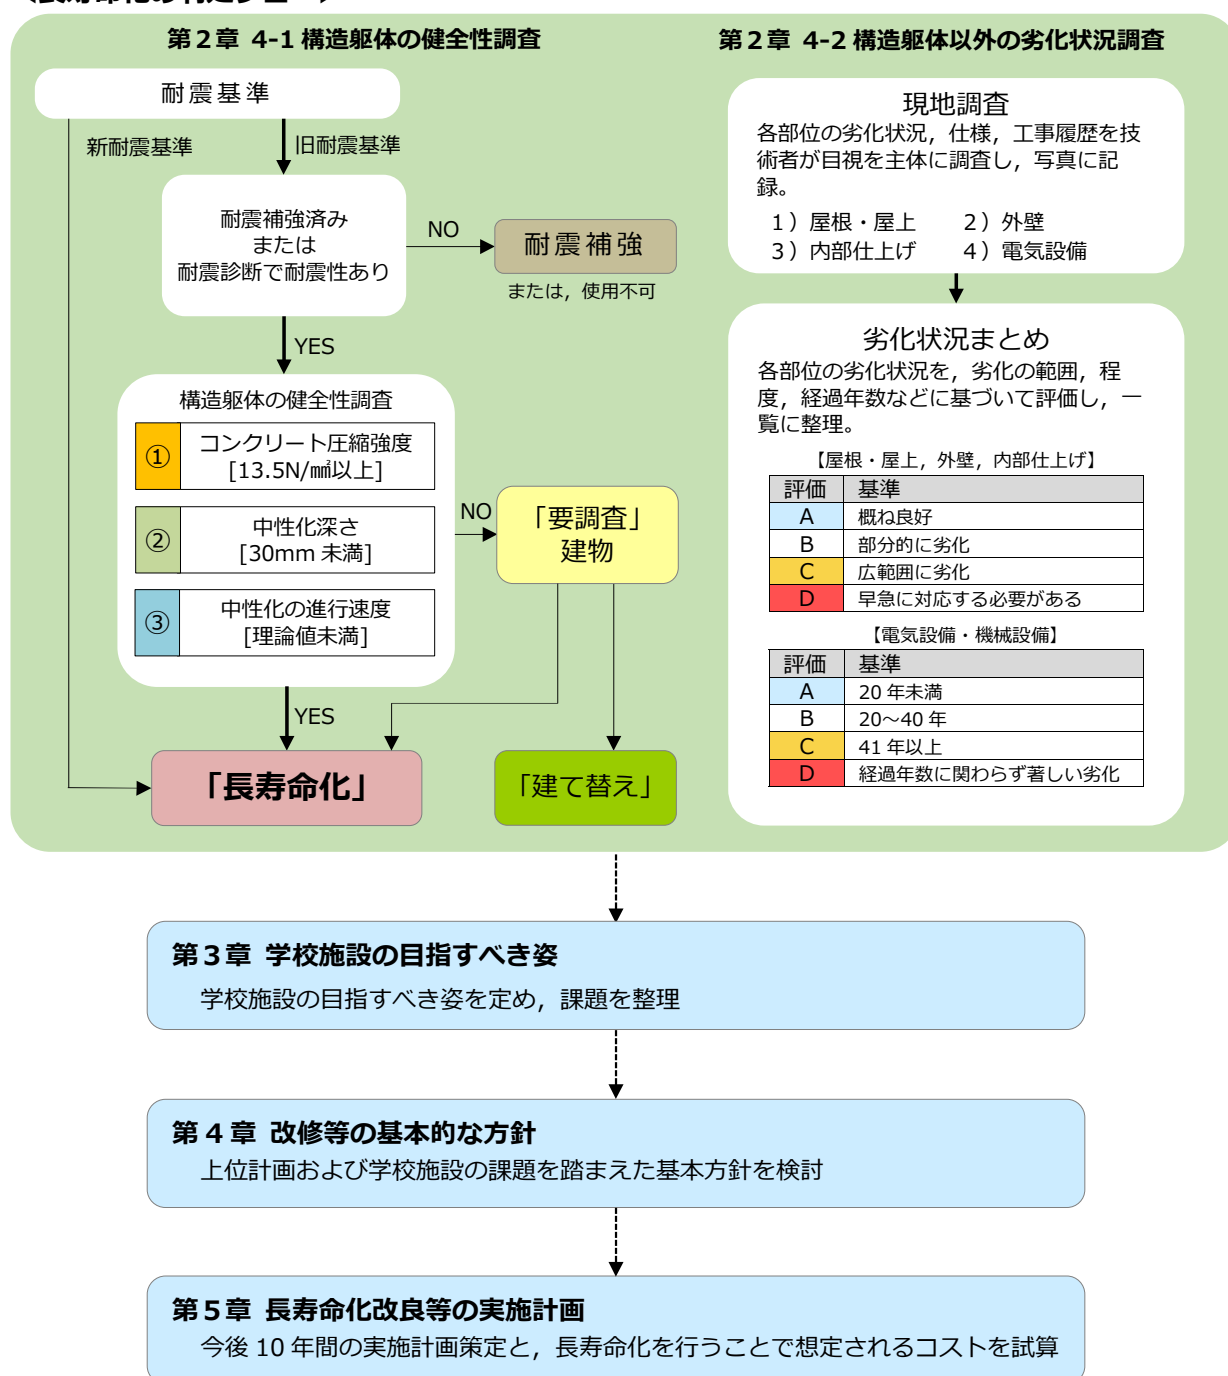 第２章 4-1 構造躯体の健全性調査
耐震基準
新耐震基準
旧耐震基準
耐震補強済み
または
耐震診断で耐震性あり
NO
耐震補強
または，使用不可
YES
構造躯体の健全性調査
①
コンクリート圧縮強度
[13.5N/㎟以上]
②
中性化深さ
[30mm 未満]
③
中性化の進行速度
[理論値未満]
NO
「要調査」
建物
YES
「長寿命化」
「建て替え」
第２章 4-2 構造躯体以外の劣化状況調査
現地調査
各部位の劣化状況，仕様，工事履歴を技
術者が目視を主体に調査し，写真に記
録。
１）屋根・屋上 ２）外壁
３）内部仕上げ ４）電気設備
劣化状況まとめ
各部位の劣化状況を，劣化の範囲，程
度，経過年数などに基づいて評価し，一
覧に整理。
【屋根・屋上，外壁，内部仕上げ】
評価 基準
A 概ね良好
B 部分的に劣化
C 広範囲に劣化
D 早急に対応する必要がある
【電気設備・機械設備】
評価 基準
A 20 年未満
B 20～40 年
C 41 年以上
D 経過年数に関わらず著しい劣化
第３章 学校施設の目指すべき姿
学校施設の目指すべき姿を定め，課題を整理
第４章 改修等の基本的な方針
上位計画および学校施設の課題を踏まえた基本方針を検討
第５章 長寿命化改良等の実施計画
今後 10 年間の実施計画策定と，長寿命化を行うことで想定されるコストを試算